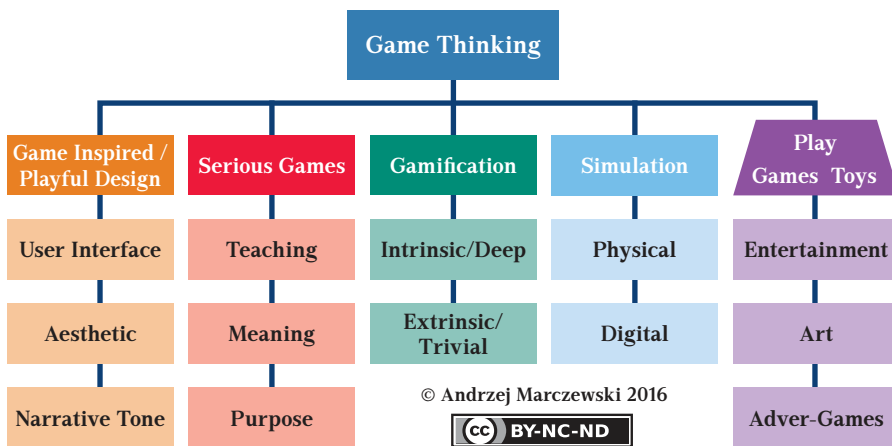 Game Thinking
Game Inspired /
Playful Design
Serious Games
Gamification
Simulation
Play
Games Toys
User Interface
Teaching
Intrinsic/Deep
Physical
Entertainment
Aesthetic
Meaning
Extrinsic/
Trivial
Digital
Art
Narrative Tone
Purpose
© Andrzej Marczewski 2016
cc BY-NC-ND
Adver-Games